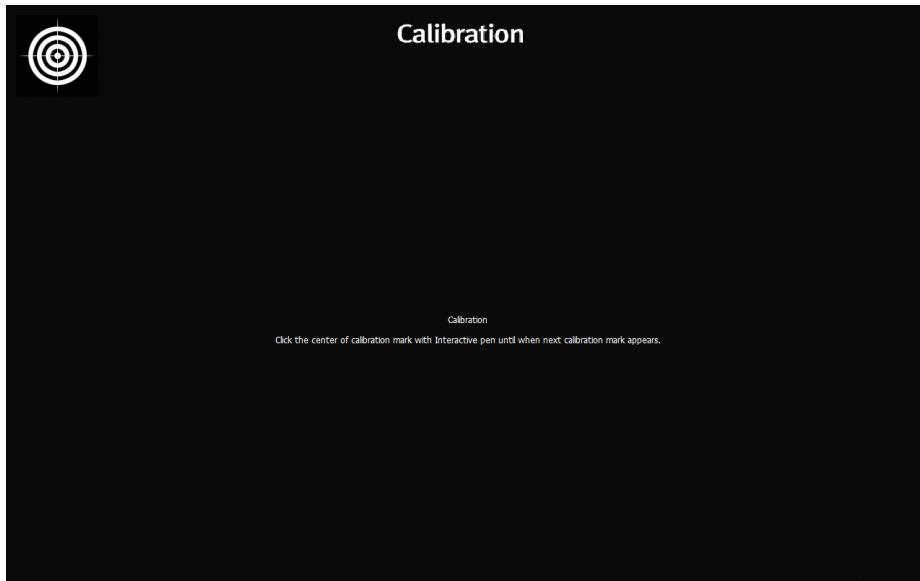 Calibration
Calibration
Click the center of calibration mark with Interactive pen until when next calibration mark appears.